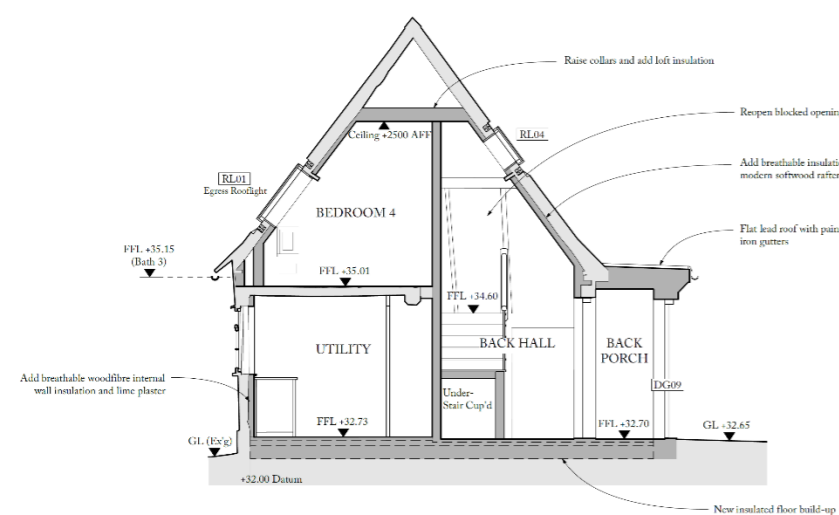 Raise collars and add loft insulation
Reopen blocked openin
Ceiling +2500 AFF
RL04
RL01
Egress Rooflight
Add breathable insulati
modern softwood rafter
BEDROOM 4
Flat lead roof with pain
iron gutters
FFL +35.15
(Bath 3)
FFL +35.01
FFL +34.60
UTILITY
BACK HALL
BACK
PORCH
Add breathable woodfibre internal
wall insulation and lime plaster
DG09
Under-
Stair Cup'd
FFL +32.73
FFL +32.70
GL +32.65
GL (Ex'g)
+32.00 Datum
New insulated floor build-up